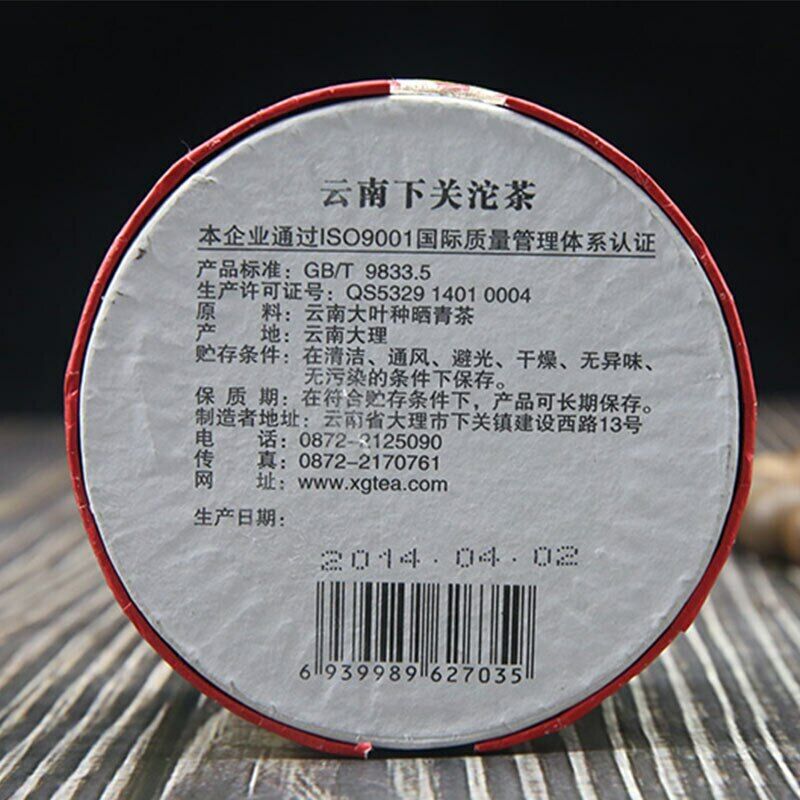 云南下关沱茶
本企业通过ISO9001国际质量管理体系认证
产品标准：GB/T 9833.5
生产许可证号：QS5329 1401 0004
原 料：云南大叶种晒青茶
产 地：云南大理
贮存条件：在清洁、通风、避光、干燥、无异味、
无污染的条件下保存。
保 质 期：在符合贮存条件下，产品可长期保存。
制造者地址：云南省大理市下关镇建设西路13号
电 话：0872-2125090
传 真：0872-2170761
网 址：www.xgtea.com
生产日期：
2014.04.02
6 939989 627035